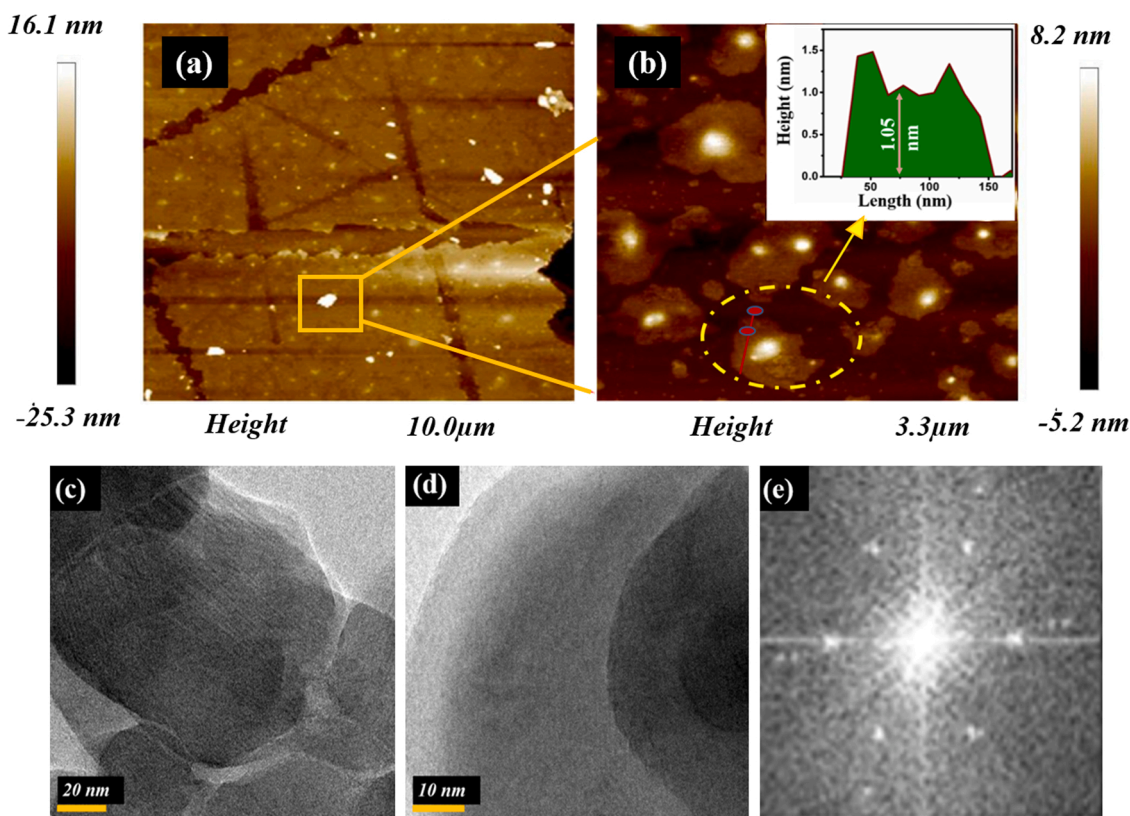 16.1 nm
-25.3 nm
(a)
Height 10.0μm
(b)
1.5
1.0
0.5
0.0
Height (nm)
1.05
nm
50 100 150
Length (nm)
Height 3.3μm
8.2 nm
-5.2 nm
(c)
20 nm
(d)
10 nm
(e)